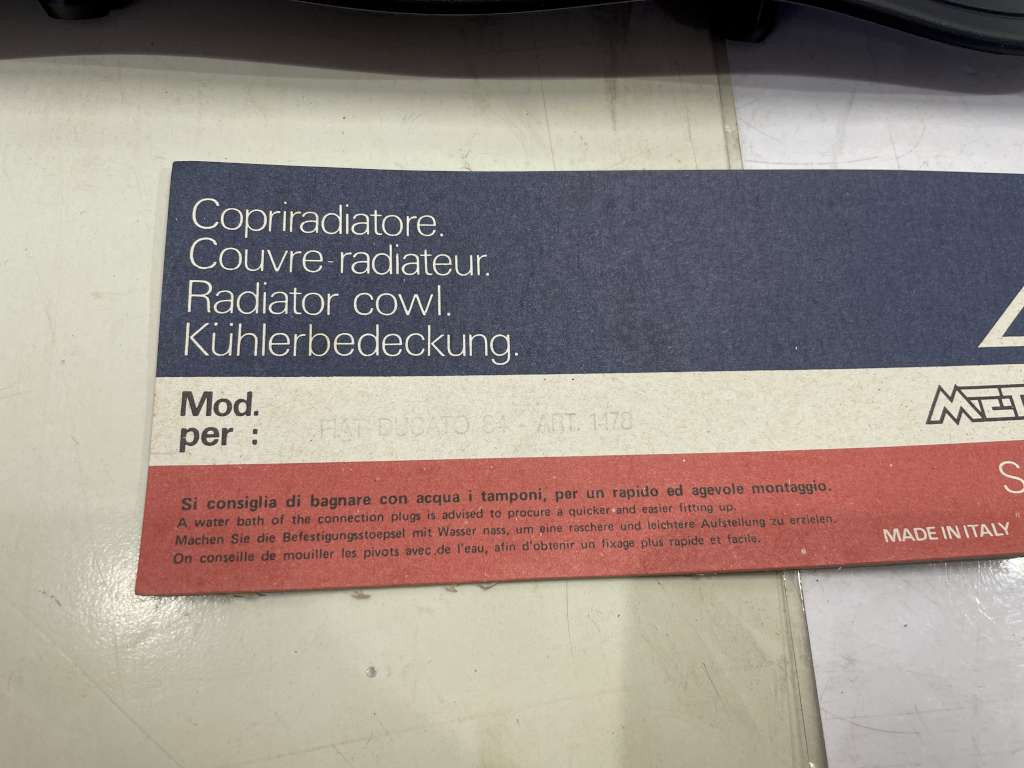 Copriradiatore.
Couvre-radiateur.
Radiator cowl.
Kühlerbedeckung.
Mod.
per :
FIAT DUCATO 84 - ART. 1478
MET
Si consiglia di bagnare con acqua i tamponi, per un rapido ed agevole montaggio.
A water bath of the connection plugs is advised to procure a quicker and easier fitting up.
Machen Sie die Befestigungsstoepsel mit Wasser nass, um eine raschere und leichtere Aufstellung zu erzielen.
On conseille de mouiller les pivots avec de l'eau, afin d'obtenir un fixage plus rapide et facile.
S
MADE IN ITALY